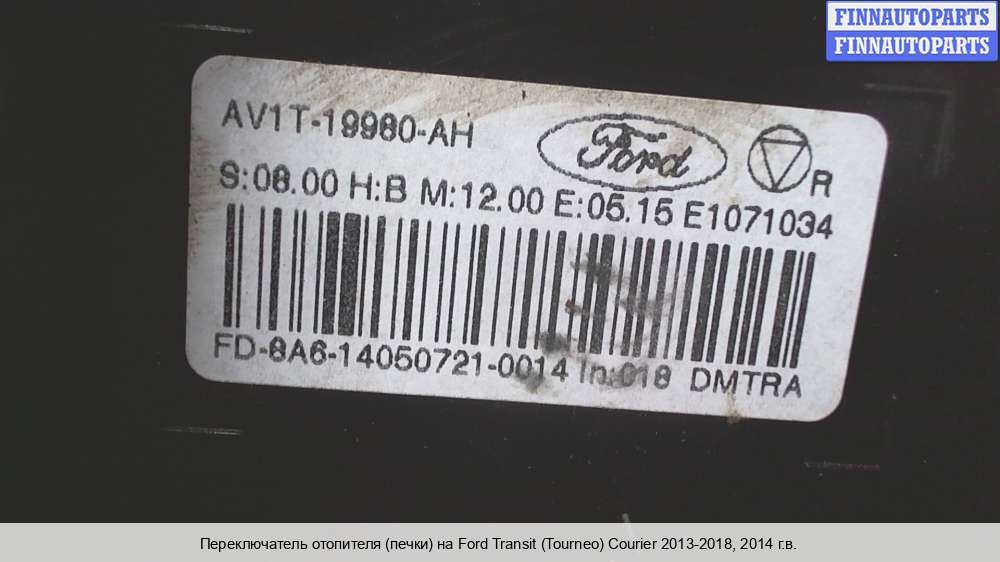 FINNAUTOPARTS
FINNAUTOPARTS
AV1T-19980-AH
Ford
R
S:08.00 H:B M:12.00 E:05.15 E1071034
FD-8A6-14050721-0014 In:018 DMTRA
Переключатель отопителя (печки) на Ford Transit (Tourneo) Courier 2013-2018, 2014 г.в.